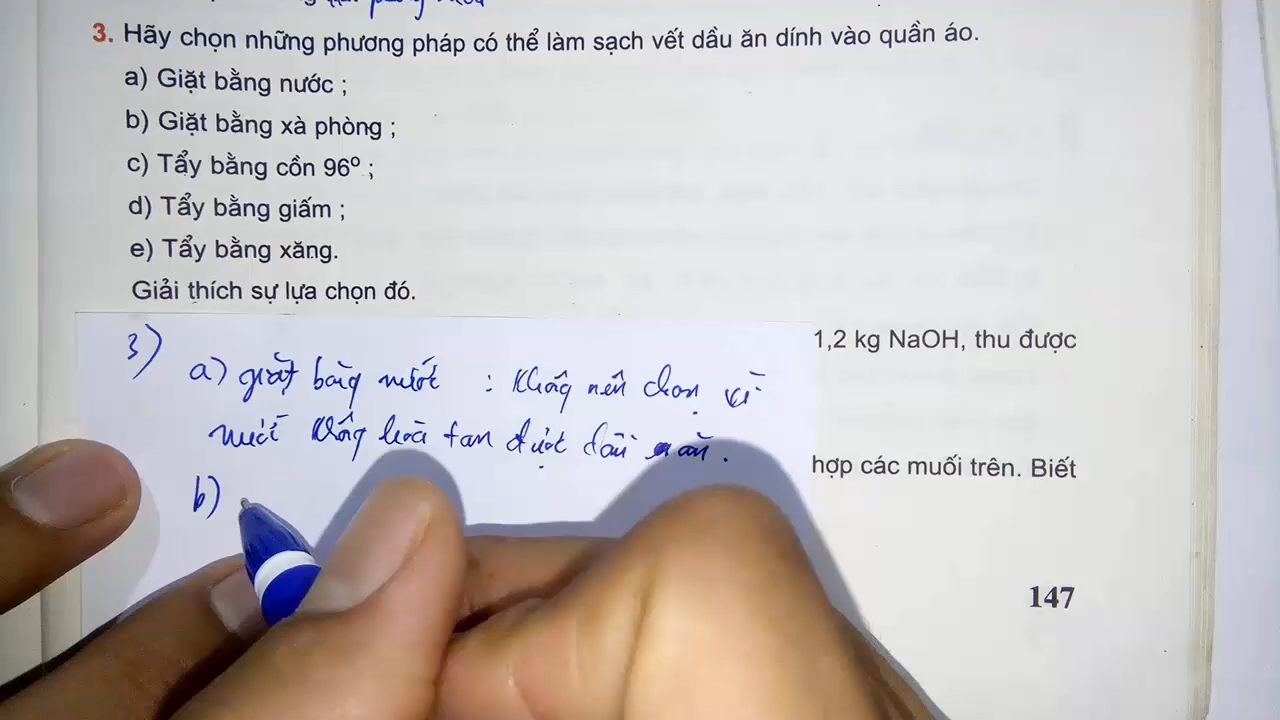 3. Hãy chọn những phương pháp có thể làm sạch vết dầu ăn dính vào quần áo.
a) Giặt bằng nước ;
b) Giặt bằng xà phòng ;
c) Tẩy bằng cồn 96° ;
d) Tẩy bằng giấm ;
e) Tẩy bằng xăng.
Giải thích sự lựa chọn đó.
1,2 kg NaOH, thu được
3)
a) giặt bằng nước : không nên chọn vì
nước không hoà tan được dầu ăn.
hợp các muối trên. Biết
b)
147